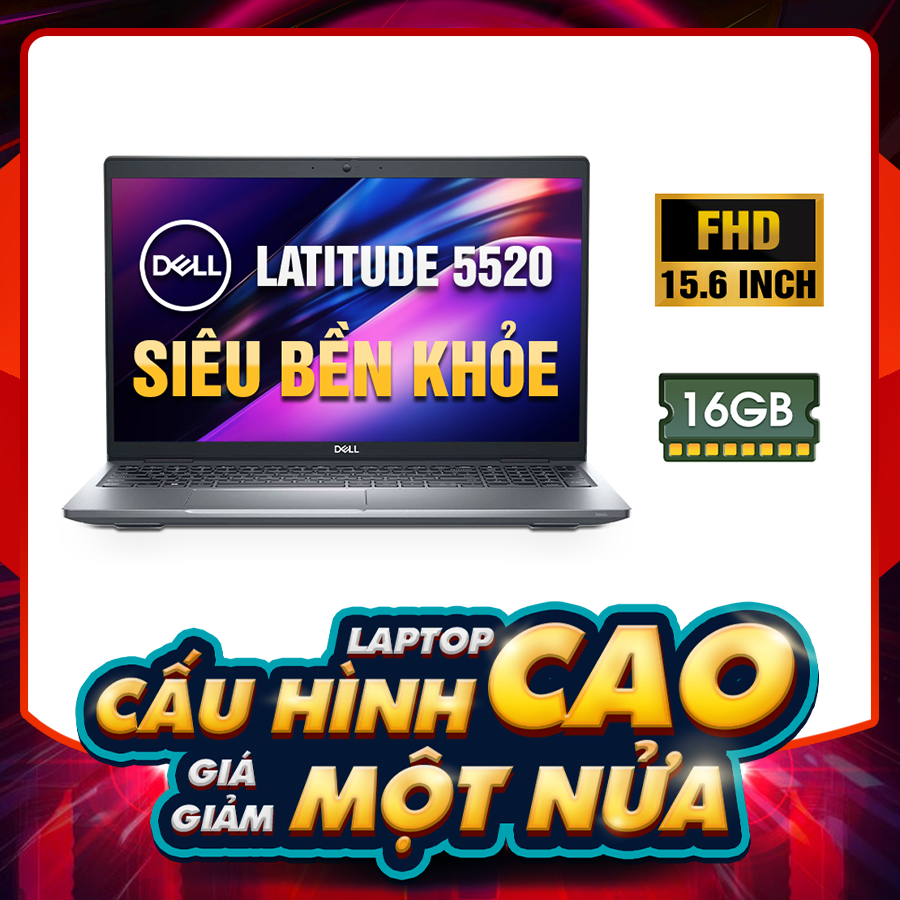 DELL LATITUDE 5520
SIÊU BỀN KHỎE
DELL
FHD
15.6 INCH
16GB
LAPTOP
CẤU HÌNH CAO
GIÁ GIẢM MỘT NỬA